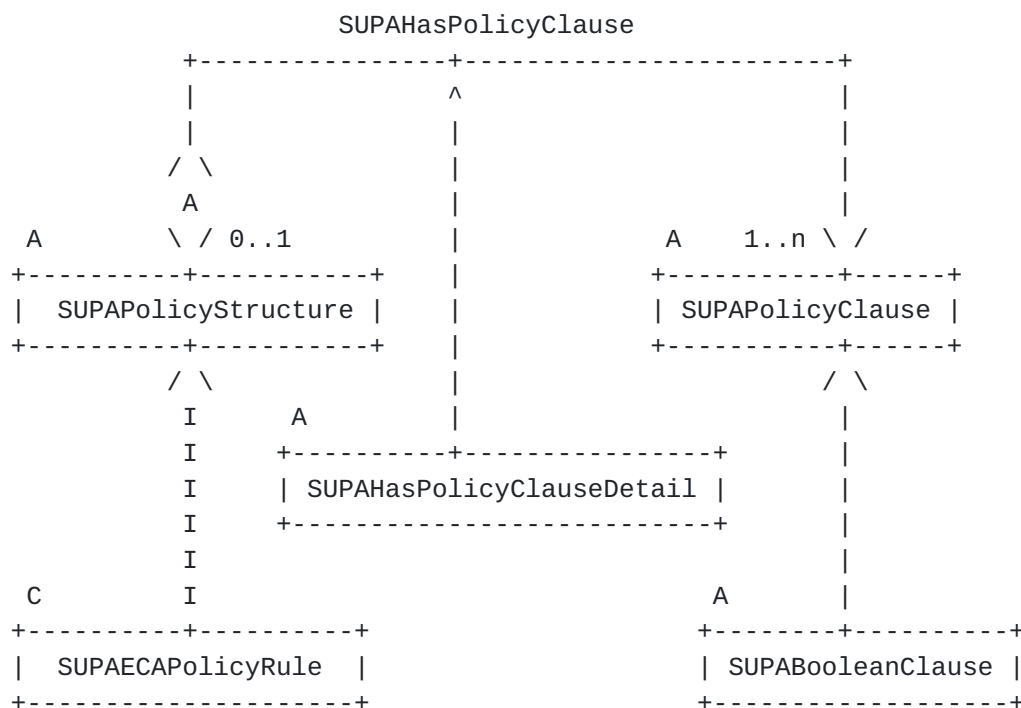 SUPAHasPolicyClause
+----------------+------------------------+
|                ^                        |
|                |                        |
/ \               |                        |
A                |                        |
A        \ / 0..1          |             A    1..n \ /
+----------+-----------+    |            +-----------+------+
|  SUPAPolicyStructure |    |            | SUPAPolicyClause |
+----------+-----------+    |            +-----------+------+
/ \               |                       / \
I      A         |                        |
I     +----------+----------------+       |
I     | SUPAHasPolicyClauseDetail |       |
I     +---------------------------+       |
I                                         |
C         I                                 A       |
+----------+----------+                     +--------+----------+
|  SUPAECAPolicyRule  |                     | SUPABooleanClause |
+---------------------+                     +-------------------+